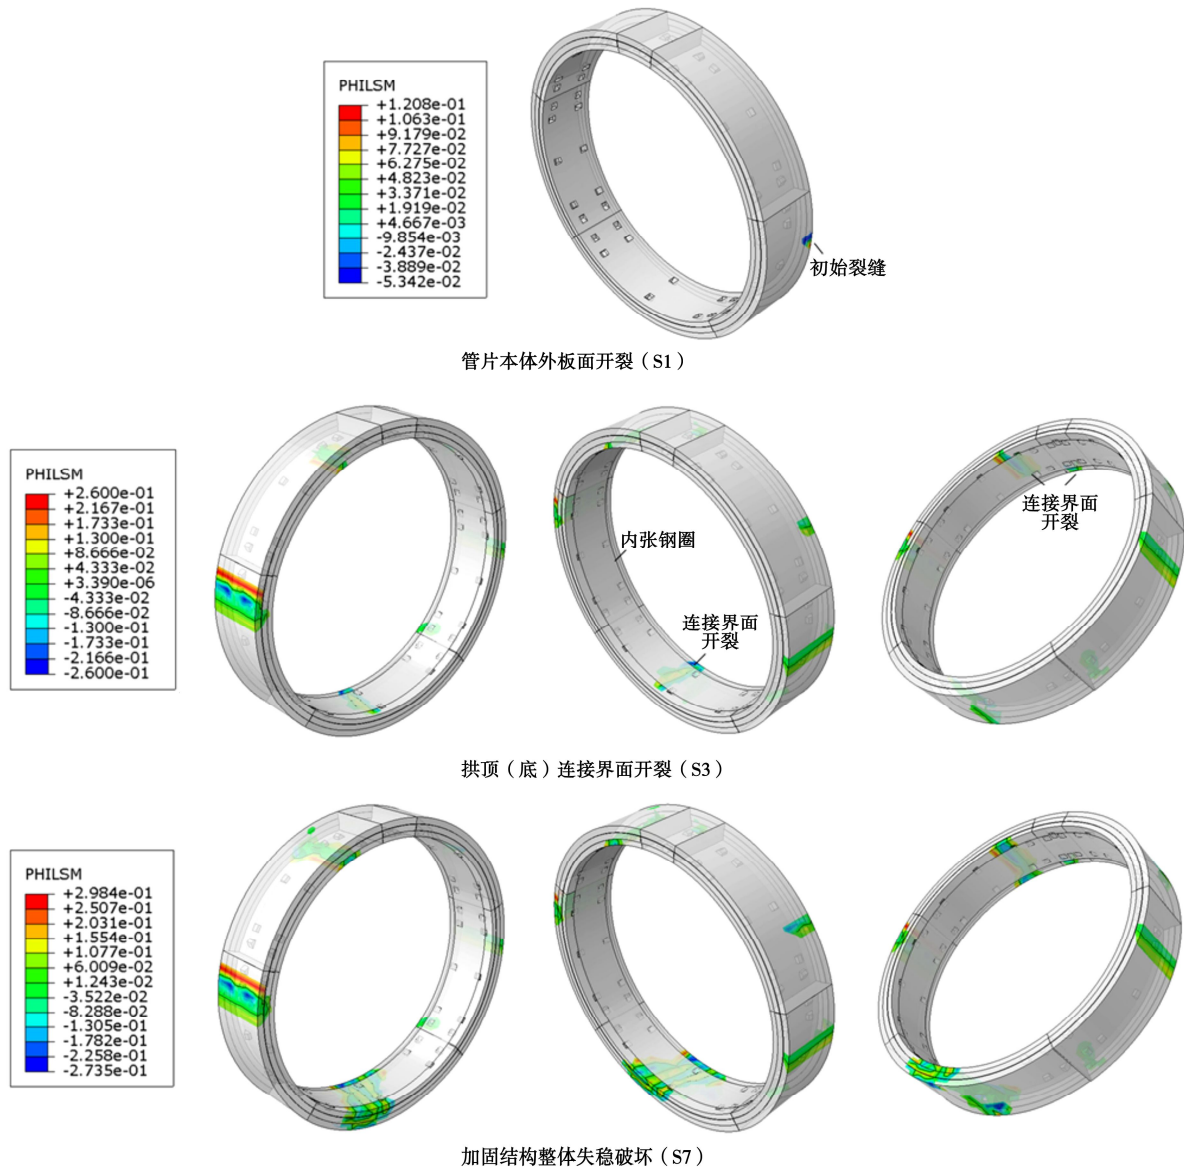 PHILSM
+1.208e-01
+1.063e-01
+9.179e-02
+7.727e-02
+6.275e-02
+4.823e-02
+3.371e-02
+1.919e-02
+4.667e-03
-9.854e-03
-2.437e-02
-3.889e-02
-5.342e-02
初始裂缝
管片本体外板面开裂（S1）
PHILSM
+2.600e-01
+2.167e-01
+1.733e-01
+1.300e-01
+8.666e-02
+4.333e-02
+3.390e-06
-4.333e-02
-8.666e-02
-1.300e-01
-1.733e-01
-2.166e-01
-2.600e-01
内张钢圈
连接界面
开裂
连接界面
开裂
拱顶（底）连接界面开裂（S3）
PHILSM
+2.984e-01
+2.507e-01
+2.031e-01
+1.554e-01
+1.077e-01
+6.009e-02
+1.243e-02
-3.522e-02
-8.288e-02
-1.305e-01
-1.782e-01
-2.258e-01
-2.735e-01
加固结构整体失稳破坏（S7）